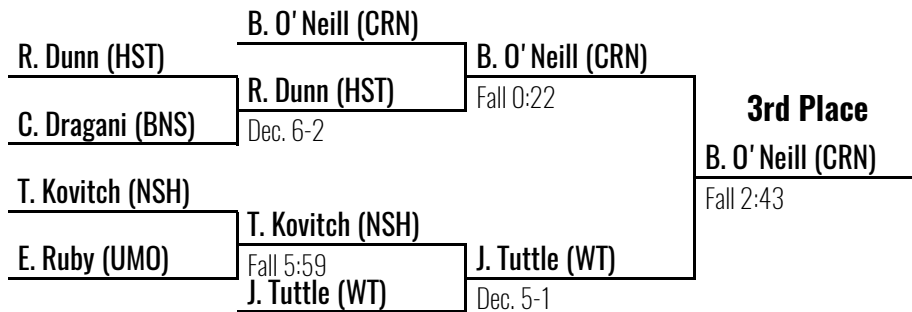 B. O'Neill (CRN)
R. Dunn (HST)
B. O'Neill (CRN)
R. Dunn (HST)
Fall 0:22
3rd Place
C. Dragani (BNS)
Dec. 6-2
B. O'Neill (CRN)
T. Kovitch (NSH)
Fall 2:43
T. Kovitch (NSH)
E. Ruby (UMO)
Fall 5:59
J. Tuttle (WT)
J. Tuttle (WT)
Dec. 5-1